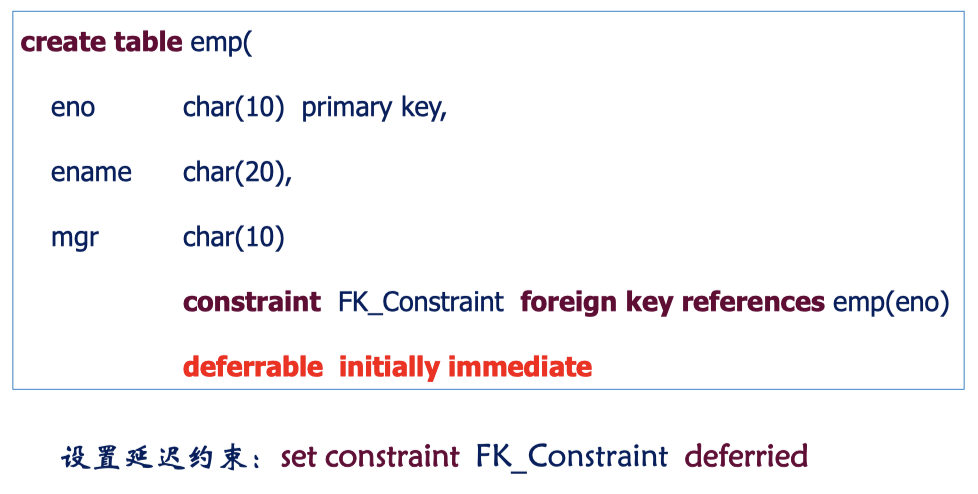 create table emp(
eno char(10) primary key,
ename char(20),
mgr char(10)
constraint FK_Constraint foreign key references emp(eno)
deferrable initially immediate
设置延迟约束：set constraint FK_Constraint deferried